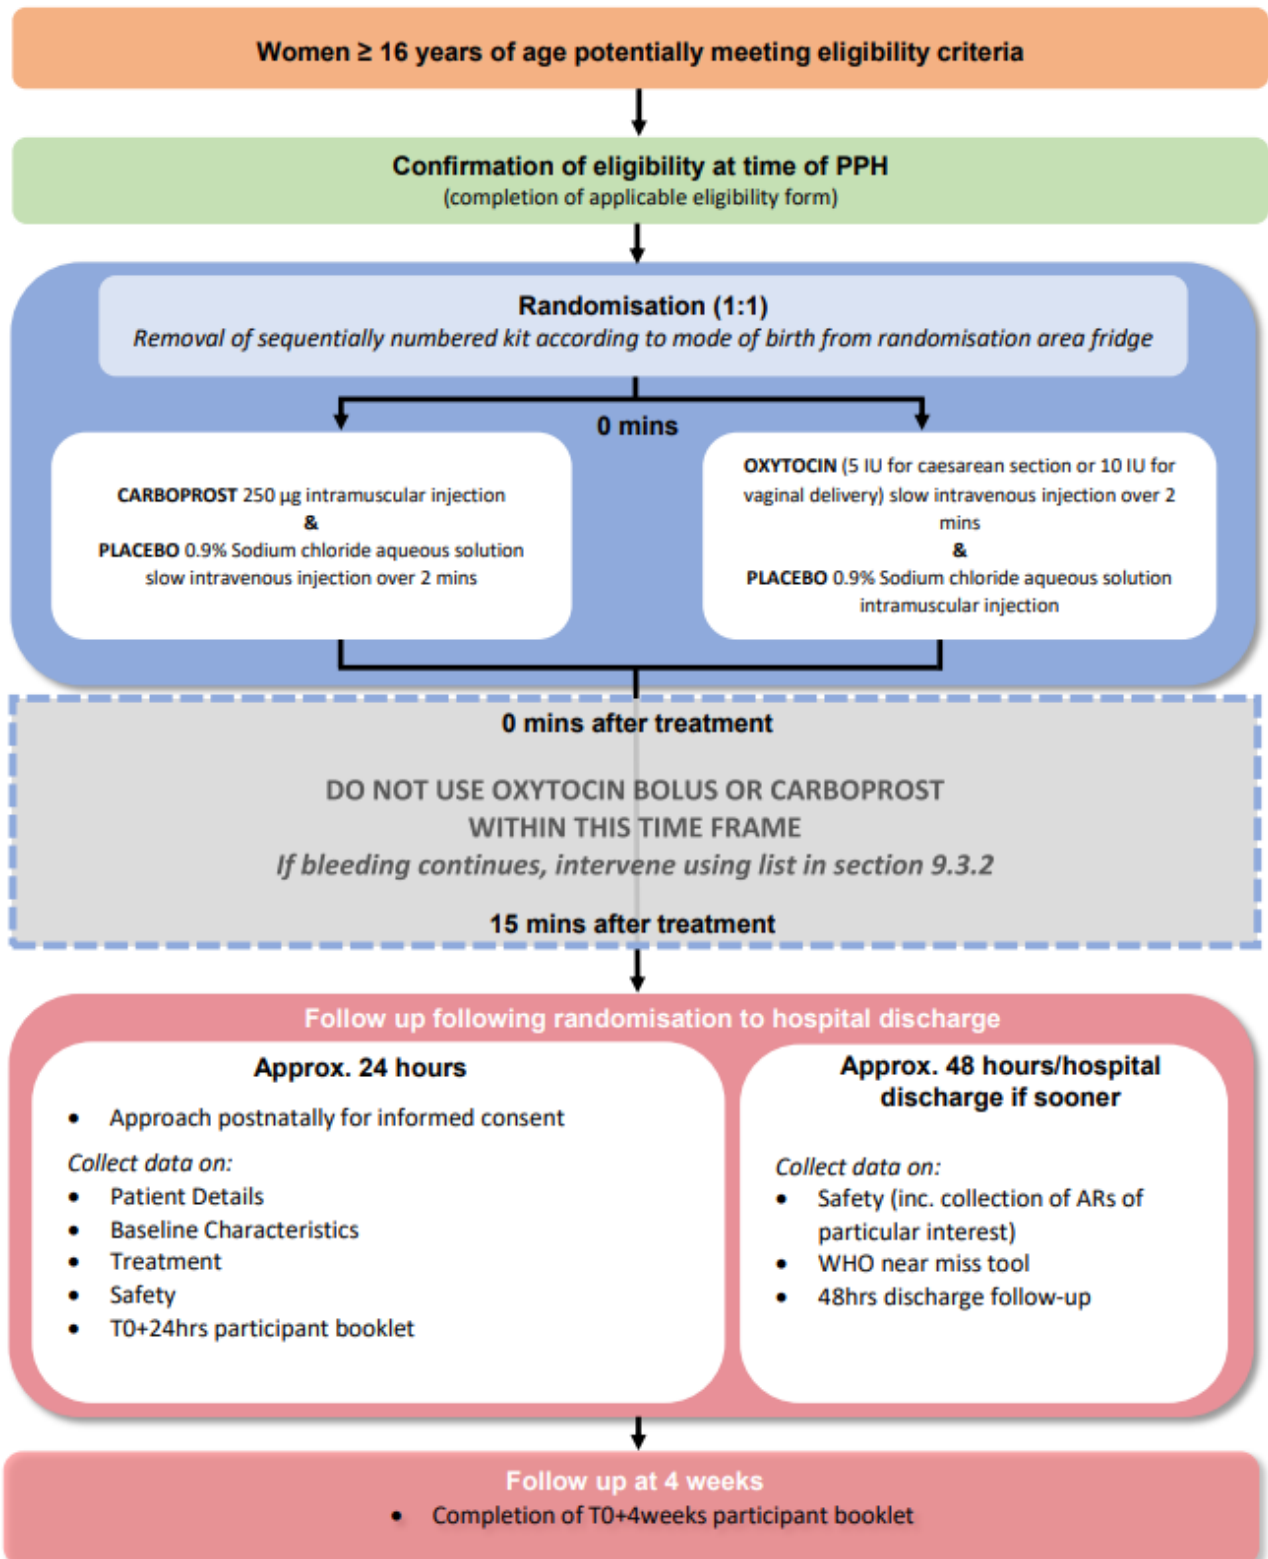 Women ≥ 16 years of age potentially meeting eligibility criteria
Confirmation of eligibility at time of PPH
(completion of applicable eligibility form)
Randomisation (1:1)
Removal of sequentially numbered kit according to mode of birth from randomisation area fridge
0 mins
CARBOPROST 250 µg intramuscular injection
&
PLACEBO 0.9% Sodium chloride aqueous solution
slow intravenous injection over 2 mins
OXYTOCIN (5 IU for caesarean section or 10 IU for
vaginal delivery) slow intravenous injection over 2
mins
&
PLACEBO 0.9% Sodium chloride aqueous solution
intramuscular injection
0 mins after treatment
DO NOT USE OXYTOCIN BOLUS OR CARBOPROST
WITHIN THIS TIME FRAME
If bleeding continues, intervene using list in section 9.3.2
15 mins after treatment
Follow up following randomisation to hospital discharge
Approx. 24 hours
• Approach postnatally for informed consent
Collect data on:
• Patient Details
• Baseline Characteristics
• Treatment
• Safety
• T0+24hrs participant booklet
Approx. 48 hours/hospital
discharge if sooner
Collect data on:
• Safety (inc. collection of ARs of
particular interest)
• WHO near miss tool
• 48hrs discharge follow-up
Follow up at 4 weeks
• Completion of T0+4weeks participant booklet